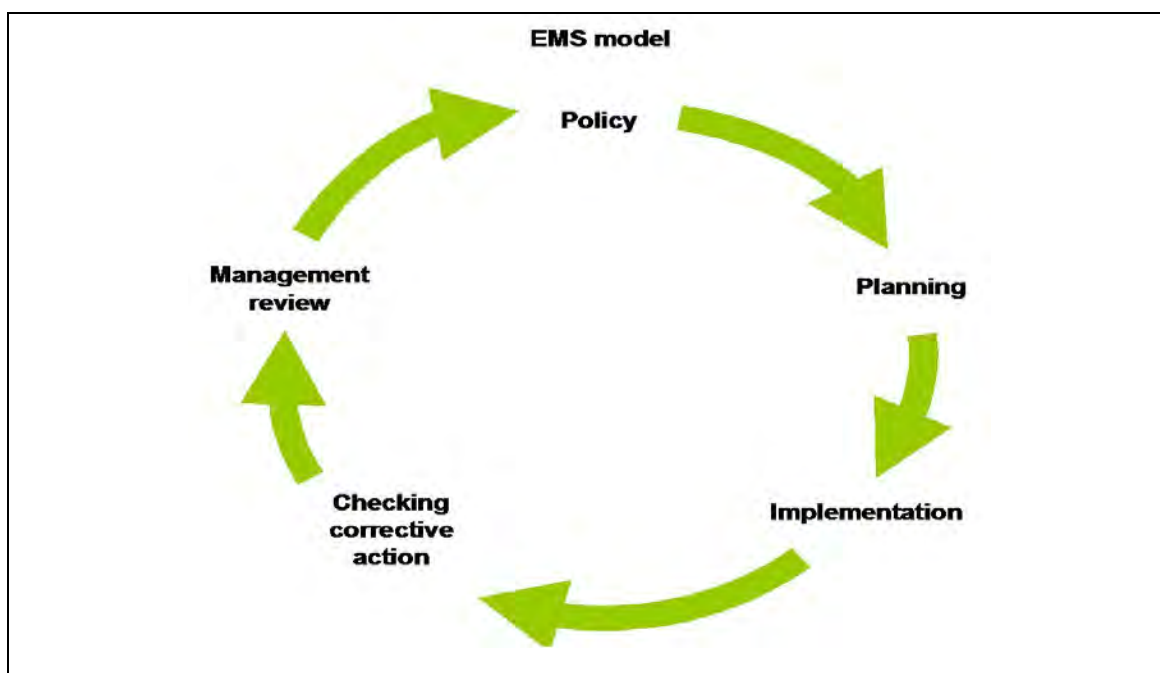 EMS model
Policy
Planning
Implementation
Checking
corrective
action
Management
review